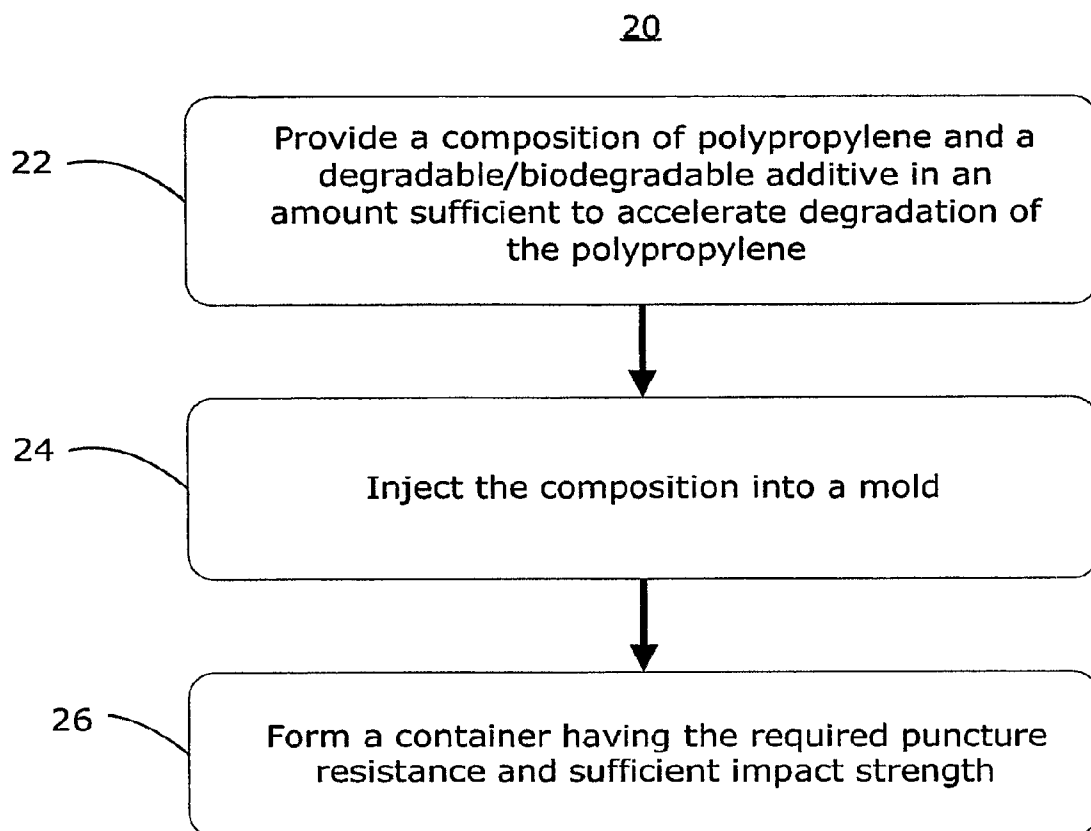 20
22
Provide a composition of polypropylene and a
degradable/biodegradable additive in an
amount sufficient to accelerate degradation of
the polypropylene
24
Inject the composition into a mold
26
Form a container having the required puncture
resistance and sufficient impact strength